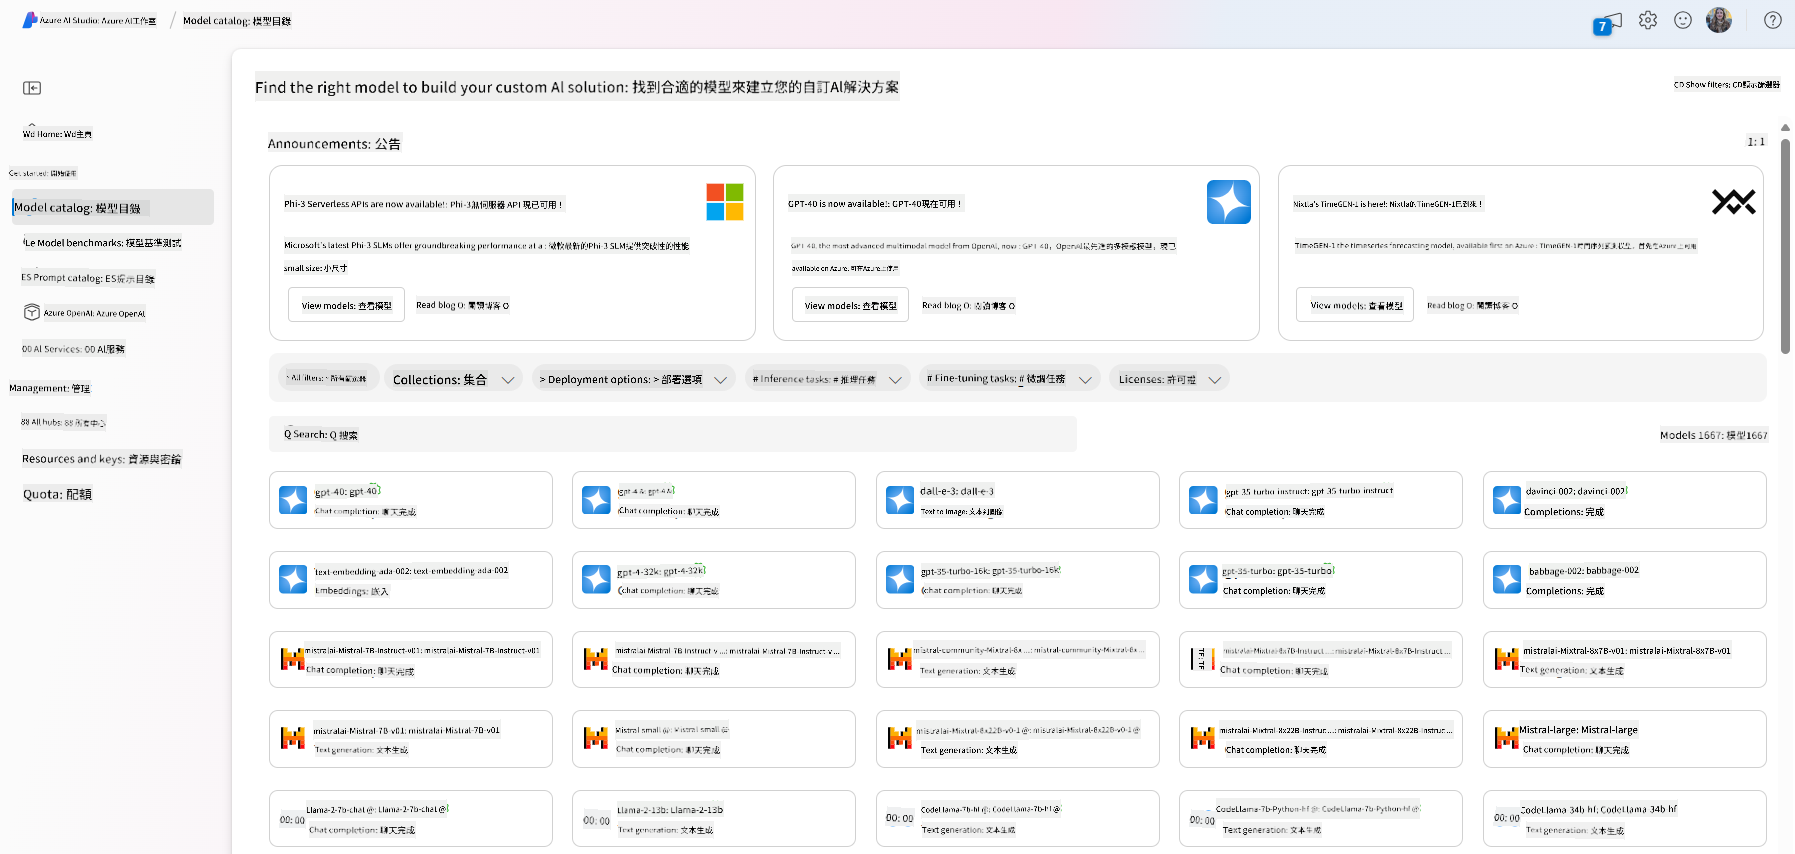 Azure AI Studio: Azure AI工作室 / Model catalog: 模型目錄
7
Find the right model to build your custom Al solution: 找到合適的模型來建立您的自訂Al解決方案
CD Show filters: CD顯示篩選器
Wd Home: Wd主頁
Get started: 開始使用
Model catalog: 模型目錄
Le Model benchmarks: 模型基準測試
ES Prompt catalog: ES提示目錄
Azure OpenAI: Azure OpenAI
00 Al Services: 00 Al服務
Management: 管理
88 All hubs: 88 所有中心
Resources and keys: 資源與密鑰
Quota: 配額
Announcements: 公告
1: 1
Phi-3 Serverless APIs are now available!: Phi-3無伺服器 API 現已可用！
Microsoft's latest Phi-3 SLMs offer groundbreaking performance at a : 微軟最新的Phi-3 SLM提供突破性的性能
small size: 小尺寸
View models: 查看模型
Read blog O: 閱讀博客 O
GPT-40 is now available!: GPT-40現在可用！
GPT-40, the most advanced multimodal model from OpenAI, now : GPT-40，OpenAI最先進的多模態模型，現已
available on Azure: 可在Azure上使用
View models: 查看模型
Read blog O: 閱讀博客 O
Nixtla's TimeGEN-1 is here!: Nixtla的TimeGEN-1已到來！
TimeGEN-1 the timeseries forecasting model, available first on Azure : TimeGEN-1時間序列預測模型，首先在Azure上可用
View models: 查看模型
Read blog O: 閱讀博客 O
All filters: 所有篩選器
Collections: 集合
> Deployment options: > 部署選項
# Inference tasks: # 推理任務
# Fine-tuning tasks: # 微調任務
Licenses: 許可證
Q Search: Q 搜索
Models 1667: 模型1667
gpt-40: gpt-40
Chat completion: 聊天完成
Chat completion: 聊天完成
dall-e-3: dall-e-3
Text to image: 文本到圖像
gpt-35-turbo-instruct: gpt-35-turbo-instruct
Chat completion: 聊天完成
davinci-002: davinci-002
Completions: 完成
text-embedding-ada-002: text-embedding-ada-002
Embeddings: 嵌入
gpt-4-32k: gpt-4-32k
Chat completion: 聊天完成
gpt-35-turbo-16k: gpt-35-turbo-16k
Chat completion: 聊天完成
gpt-35-turbo: gpt-35-turbo
Chat completion: 聊天完成
babbage-002: babbage-002
Completions: 完成
mistralai-Mistral-7B-Instruct-v01: mistralai-Mistral-7B-Instruct-v01
Chat completion: 聊天完成
mistralai-Mistral-7B-Instruct-v ...: mistralai-Mistral-7B-Instruct-v ...
Chat completion: 聊天完成
mistral-community-Mixtral-8x ...: mistral-community-Mixtral-8x ...
Text generation: 文本生成
mistralai-Mixtral-8x7B-Instruct ...: mistralai-Mixtral-8x7B-Instruct ...
Chat completion: 聊天完成
mistralai-Mixtral-8x7B-v01: mistralai-Mixtral-8x7B-v01
Text generation: 文本生成
mistralai-Mistral-7B-v01: mistralai-Mistral-7B-v01
Text generation: 文本生成
Mistral-small @: Mistral-small @
Chat completion: 聊天完成
mistralai-Mixtral-8x22B-v0-1 @: mistralai-Mixtral-8x22B-v0-1 @
Text generation: 文本生成
mistralai-Mixtral-8x22B-Instruc ...: mistralai-Mixtral-8x22B-Instruc ...
Chat completion: 聊天完成
Mistral-large: Mistral-large
Chat completion: 聊天完成
00: 00
Llama-2-7b-chat @: Llama-2-7b-chat @
Chat completion: 聊天完成
00: 00
Llama-2-13b: Llama-2-13b
Text generation: 文本生成
00: 00
CodeLlama-7b-hf @: CodeLlama-7b-hf @
Text generation: 文本生成
00: 00
CodeLlama-7b-Python-hf @: CodeLlama-7b-Python-hf @
Text generation: 文本生成
00: 00
CodeLlama-34b-hf: CodeLlama-34b-hf
Text generation: 文本生成